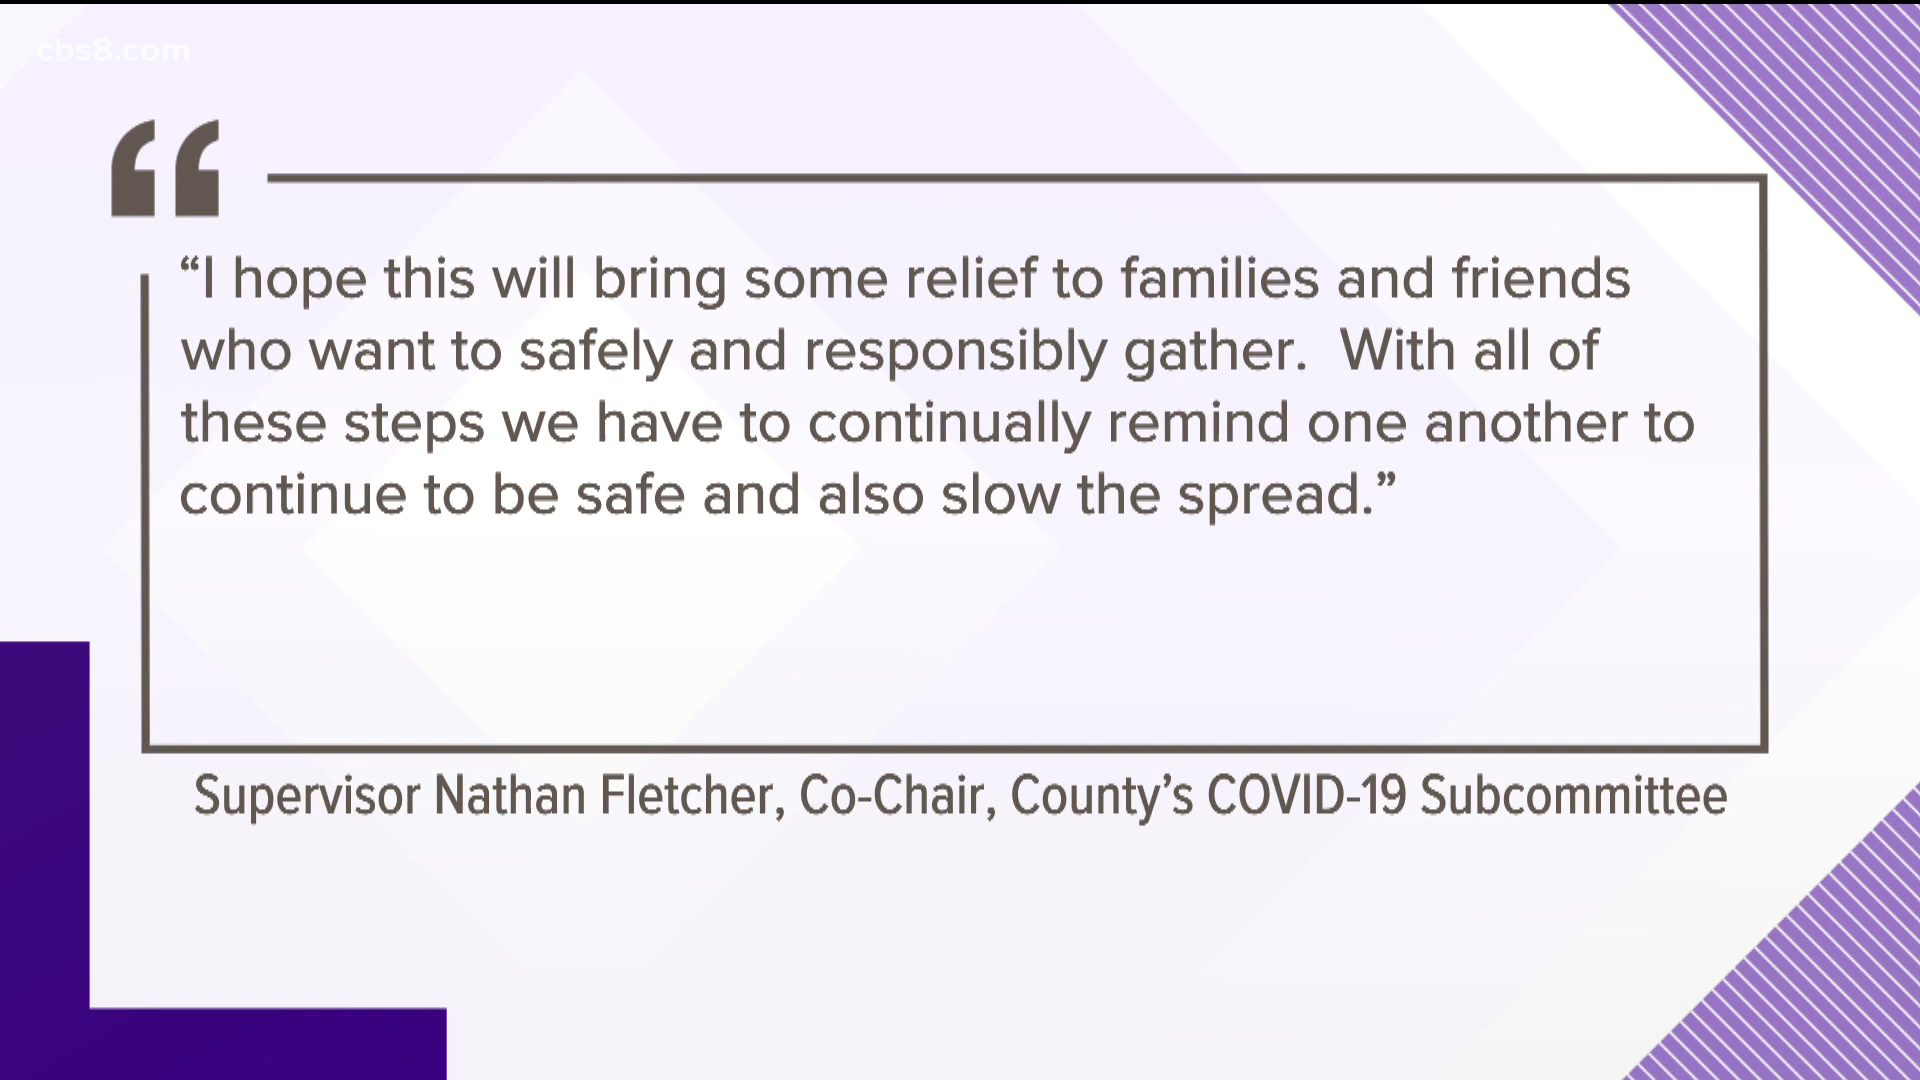 cbs8.com
“I hope this will bring some relief to families and friends
who want to safely and responsibly gather.  With all of
these steps we have to continually remind one another to
continue to be safe and also slow the spread.”
Supervisor Nathan Fletcher, Co-Chair, County’s COVID-19 Subcommittee